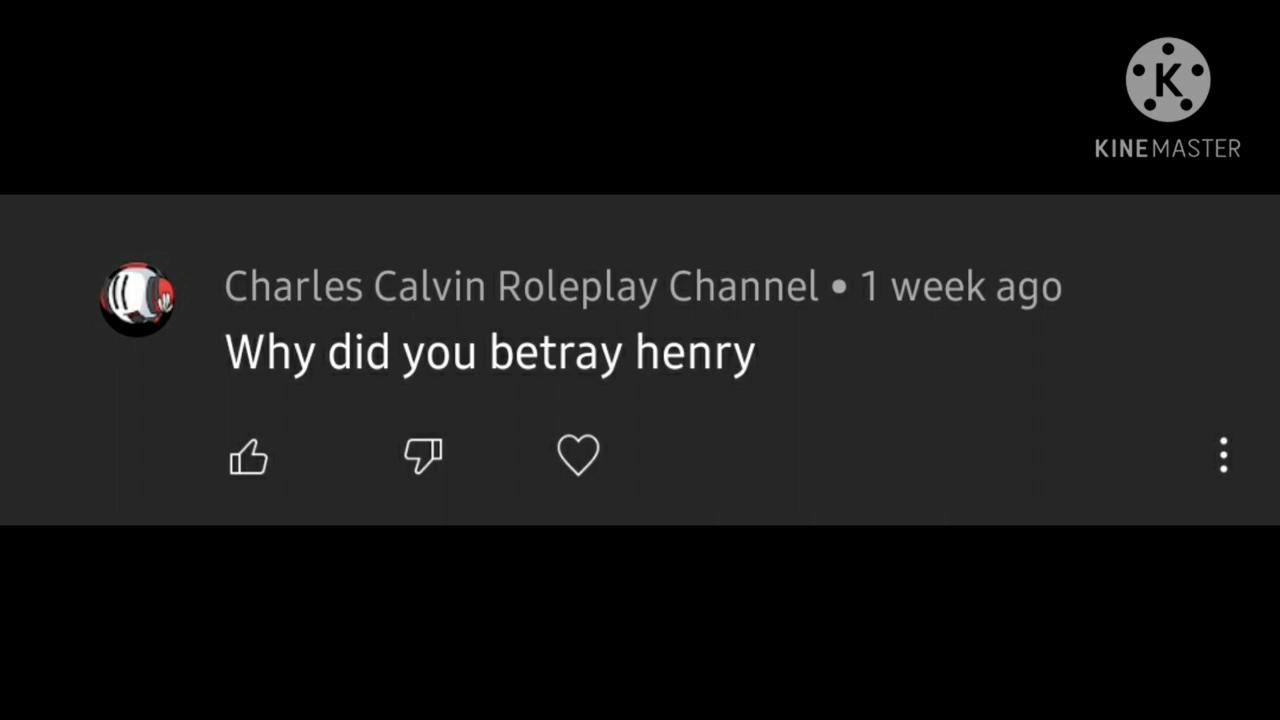 K
KINEMASTER
Charles Calvin Roleplay Channel • 1 week ago
Why did you betray henry